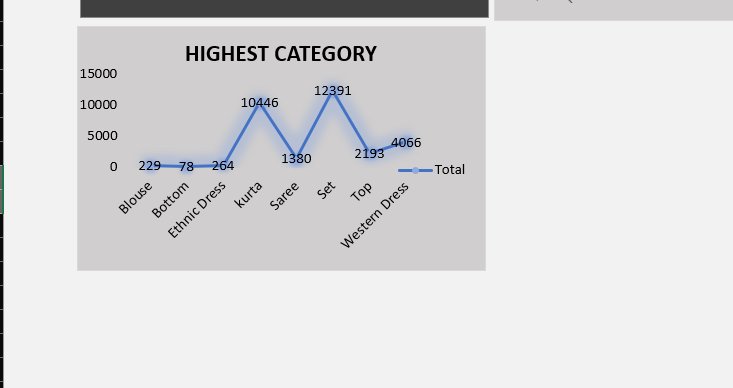 HIGHEST CATEGORY
15000
10000
5000
0
229
78
264
10446
1380
12391
2193
4066
Total
Blouse
Bottom
Ethnic Dress
kurta
Saree
Set
Top
Western Dress